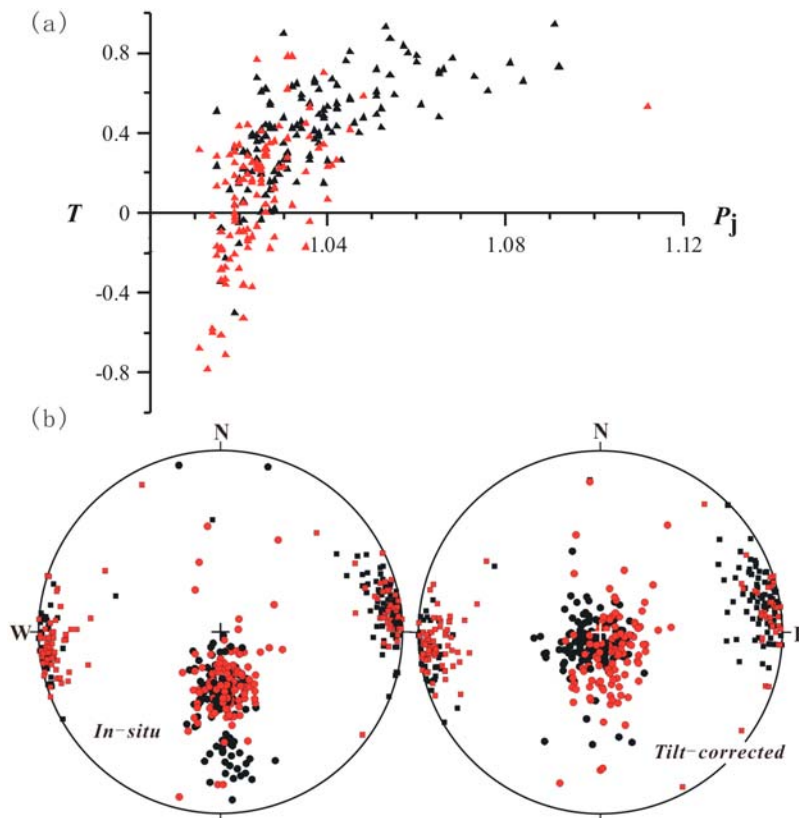 (a)
0.8
0.4
T 0 Pj
1.04 1.08 1.12
-0.4
-0.8
(b)
N N
W E
In-situ
Tilt-corrected